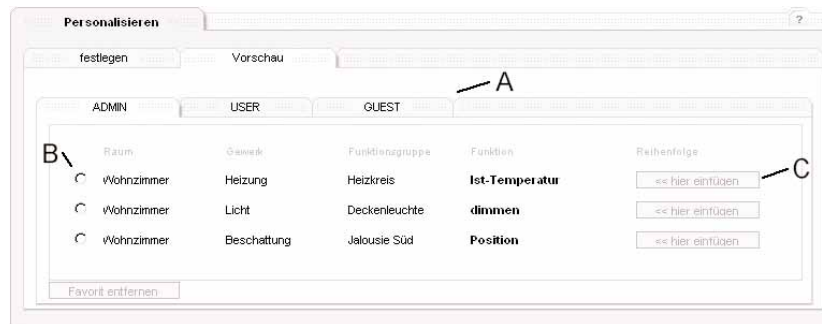 Personalisieren ?
festlegen Vorschau
A
ADMIN USER GUEST
B Raum Gewerk Funktionsgruppe Funktion Reihenfolge
Wohnzimmer Heizung Heizkreis Ist-Temperatur << hier einfügen C
Wohnzimmer Licht Deckenleuchte dimmen << hier einfügen
Wohnzimmer Beschattung Jalousie Süd Position << hier einfügen
Favorit entfernen